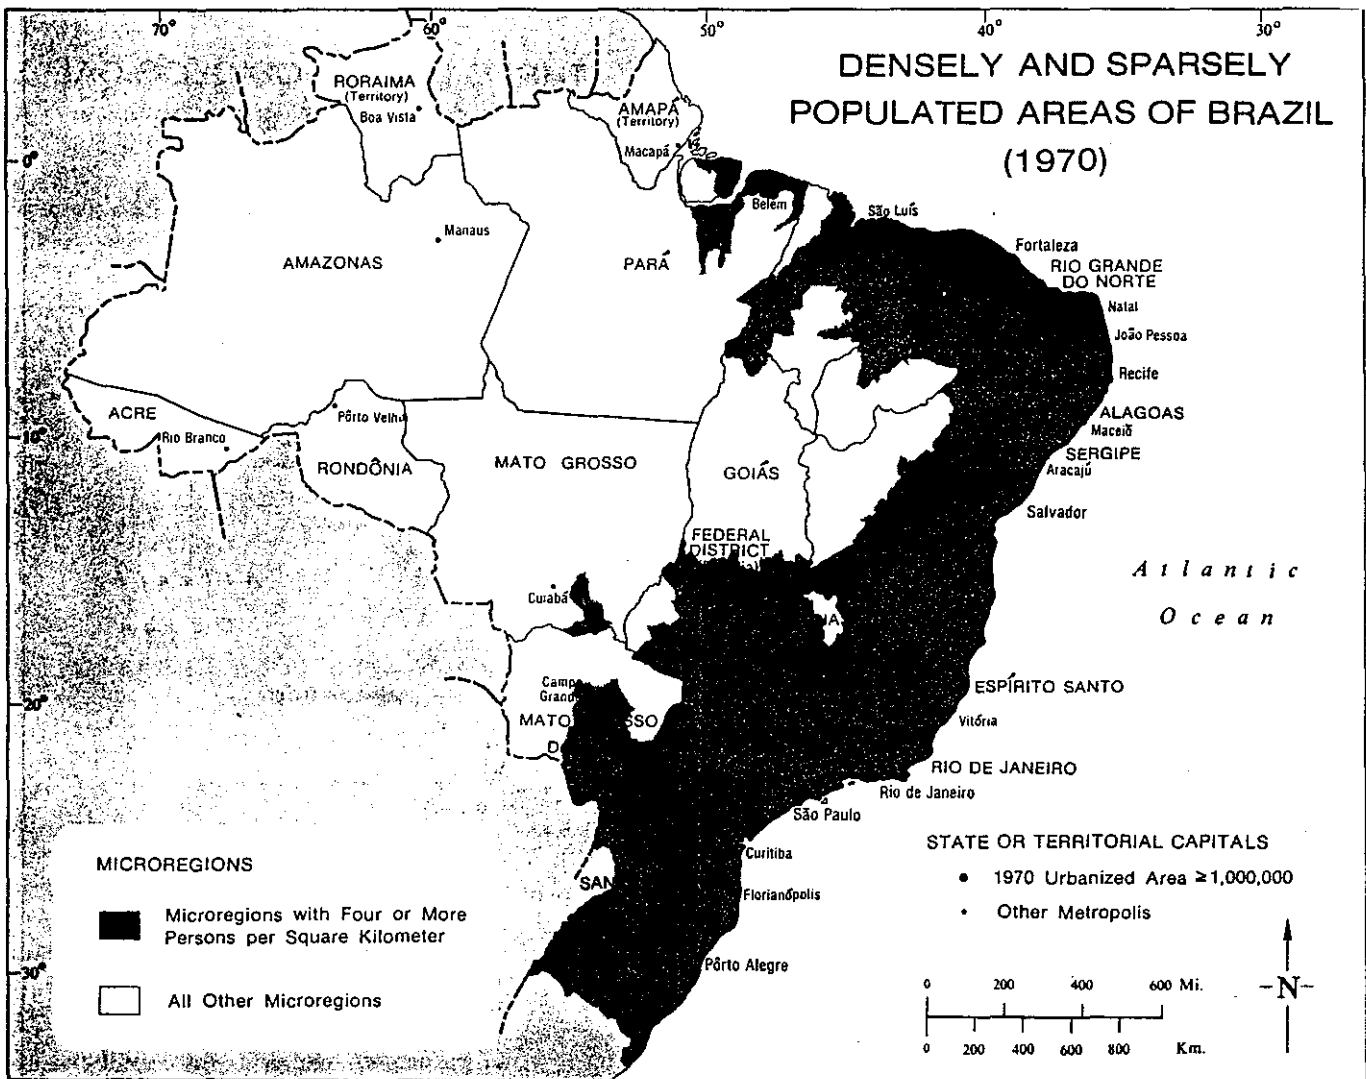 70°
60°
50°
40°
30°
DENSELY AND SPARSELY
POPULATED AREAS OF BRAZIL
(1970)
RORAIMA
(Territory)
Boa Vista
AMAPÁ
(Territory)
Macapá
0°
Belém
São Luís
Manaus
Fortaleza
AMAZONAS
PARÁ
RIO GRANDE
DO NORTE
Natal
João Pessoa
Recife
ACRE
Pôrto Velho
ALAGOAS
Maceió
10°
Rio Branco
SERGIPE
Aracajú
RONDÔNIA
MATO GROSSO
GOIÁS
Salvador
FEDERAL
DISTRICT
Atlantic
Ocean
Cuiabá
Campo
Grande
ESPÍRITO SANTO
20°
MATO
SSO
Vitória
D
RIO DE JANEIRO
Rio de Janeiro
São Paulo
Curitiba
SAN
Florianópolis
Pôrto Alegre
30°
MICROREGIONS
Microregions with Four or More
Persons per Square Kilometer
All Other Microregions
STATE OR TERRITORIAL CAPITALS
1970 Urbanized Area ≥1,000,000
Other Metropolis
0 200 400 600 Mi.
0 200 400 600 800 Km.
N